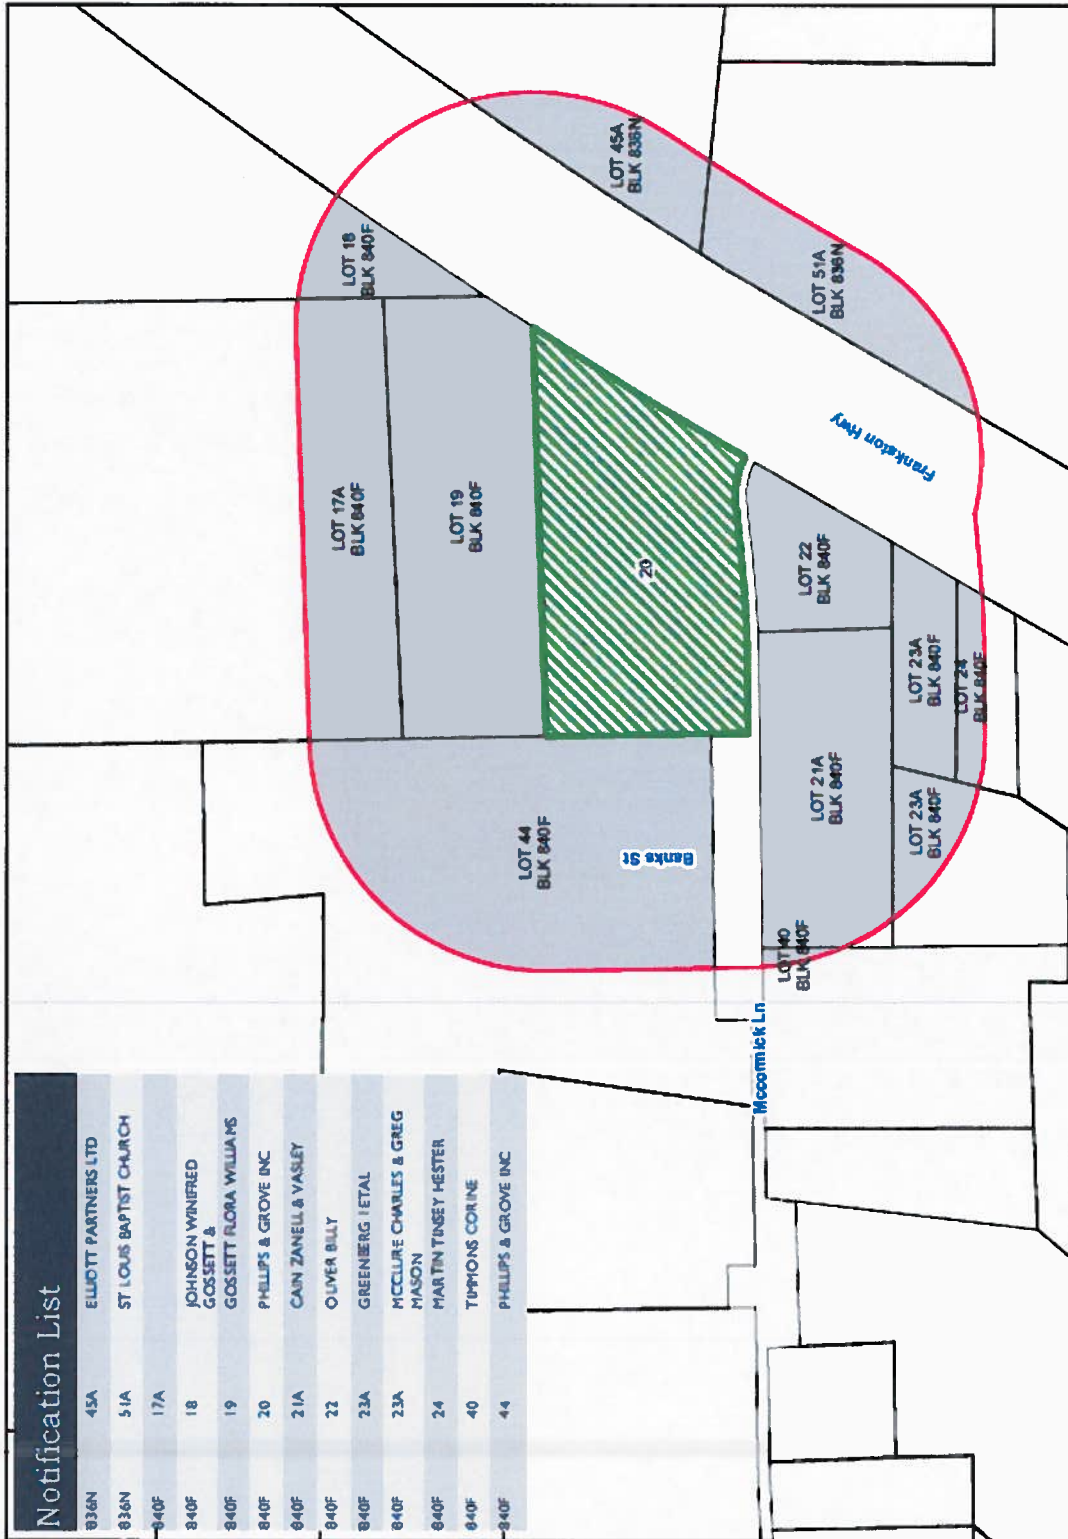 Notification List
836N 45A ELLIOTT PARTNERS LTD
836N 51A ST LOUIS BAPTIST CHURCH
840F 17A
840F 18 JOHNSON WINIFRED
GOSSETT &
840F 19 GOSSETT FLORA WILLIAMS
840F 20 PHILLIPS & GROVE INC
840F 21A CAIN ZANELL & VASLEY
840F 22 OLIVER BILLY
840F 23A GREENBERG I ETAL
840F 23A MCCLURE CHARLES & GREG
MASON
840F 24 MARTIN TINSEY HESTER
840F 40 TIMMONS CORINE
840F 44 PHILLIPS & GROVE INC
LOT 18
BLK 840F
LOT 45A
BLK 836N
LOT 17A
BLK 840F
LOT 19
BLK 840F
LOT 51A
BLK 836N
20
Frankston Hwy
LOT 22
BLK 840F
LOT 44
BLK 840F
Banks St
LOT 21A
BLK 840F
LOT 23A
BLK 840F
LOT 24
BLK 840F
LOT 23A
BLK 840F
LOT 40
BLK 840F
Mccormick Ln